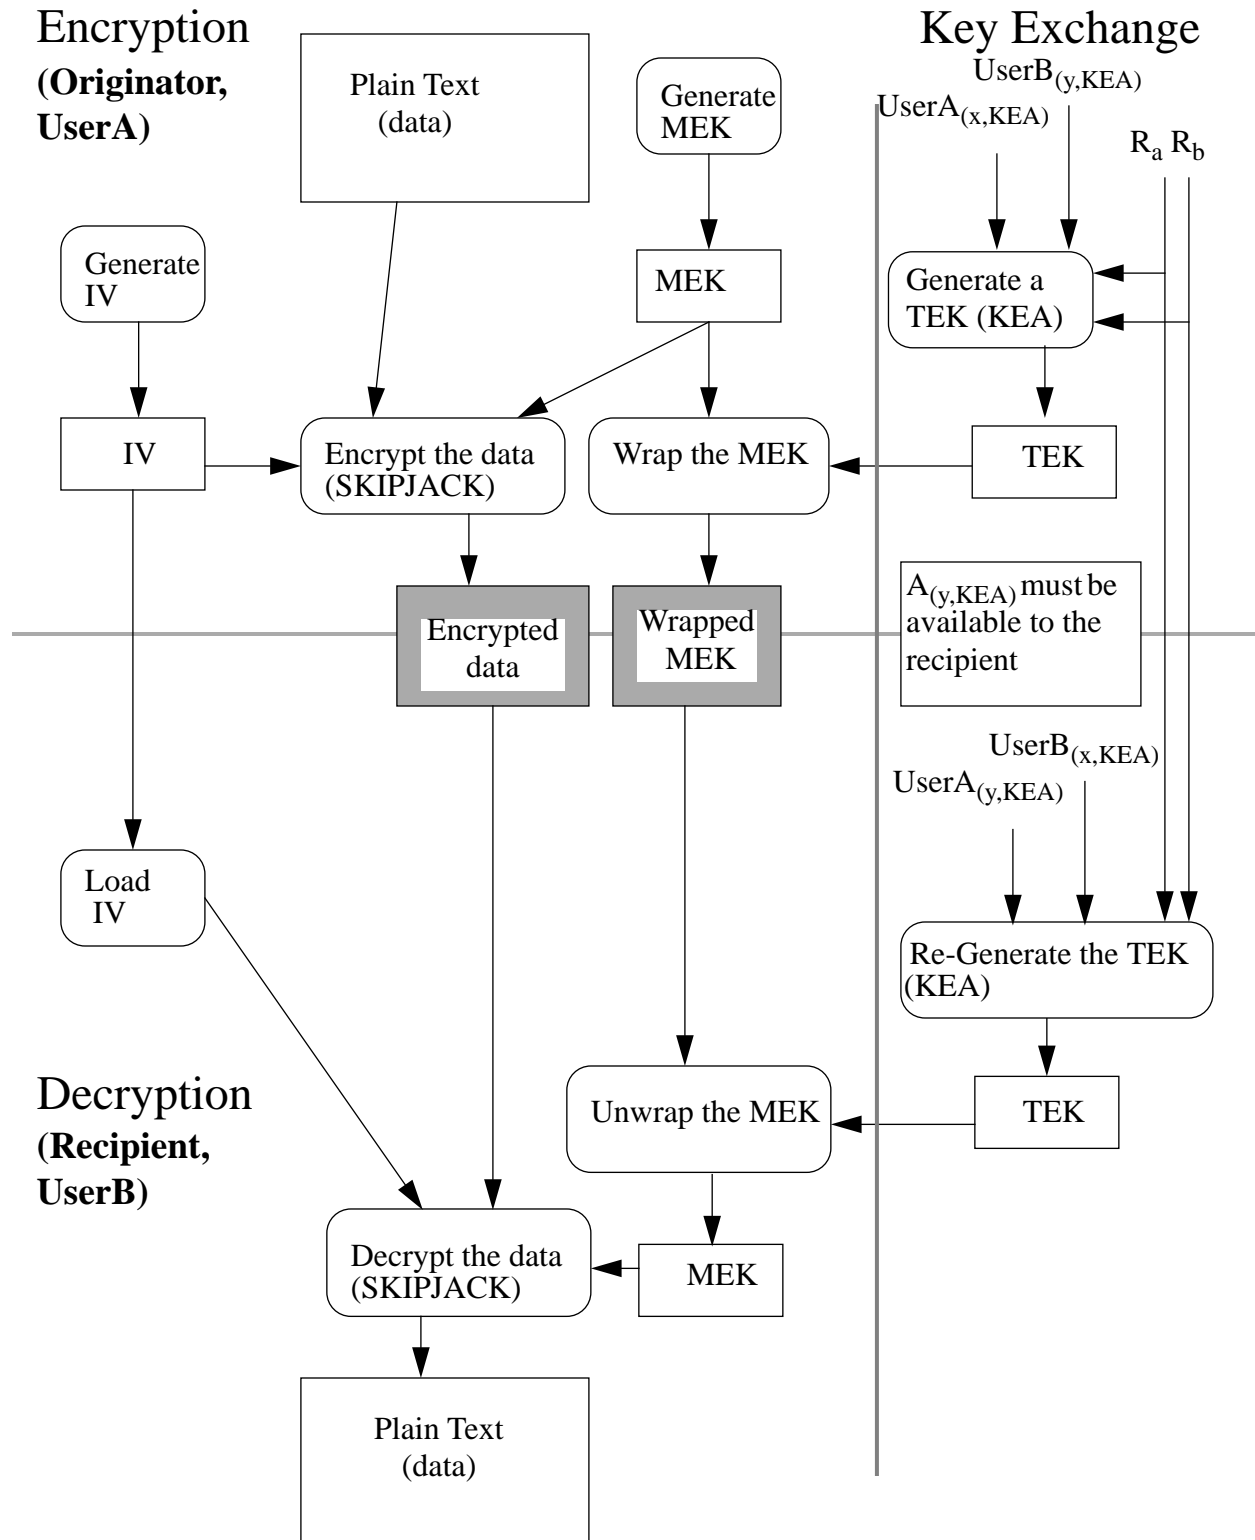 Encryption
(Originator,
UserA)
Plain Text
(data)
Generate
MEK
Key Exchange
UserB(y,KEA)
UserA(x,KEA)
Ra Rb
Generate
IV
MEK
Generate a
TEK (KEA)
IV
Encrypt the data
(SKIPJACK)
Wrap the MEK
TEK
Encrypted
data
Wrapped
MEK
A(y,KEA) must be
available to the
recipient
UserB(x,KEA)
UserA(y,KEA)
Load
IV
Re-Generate the TEK
(KEA)
Decryption
(Recipient,
UserB)
Unwrap the MEK
TEK
Decrypt the data
(SKIPJACK)
MEK
Plain Text
(data)